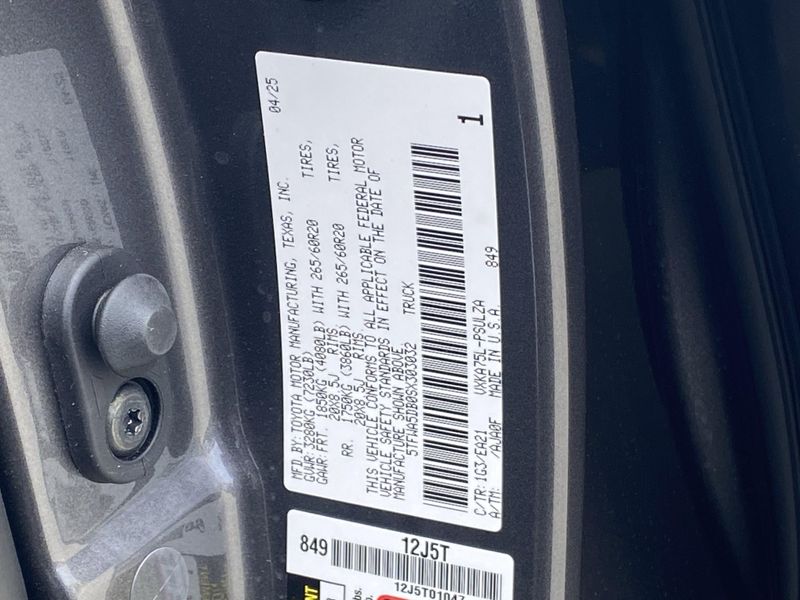 04/25
MFD.BY: TOYOTA MOTOR MANUFACTURING, TEXAS, INC.
GVWR: 3280KG (7230LB)
GAWR: FRT. 1850KG (4080LB) WITH 265/60R20 TIRES,
20X8.5J RIMS
RR. 1750KG (3860LB) WITH 265/60R20 TIRES,
20X8.5J RIMS
THIS VEHICLE CONFORMS TO ALL APPLICABLE FEDERAL MOTOR
VEHICLE SAFETY STANDARDS IN EFFECT ON THE DATE OF
MANUFACTURE SHOWN ABOVE.
5TFWA5DB0SX303032 TRUCK
1
849
C/TR: 1G3/EA21 VXKA75L-PSULZA
A/TM: /AJA0F MADE IN U.S.A
849 12J5T
12J5T01047